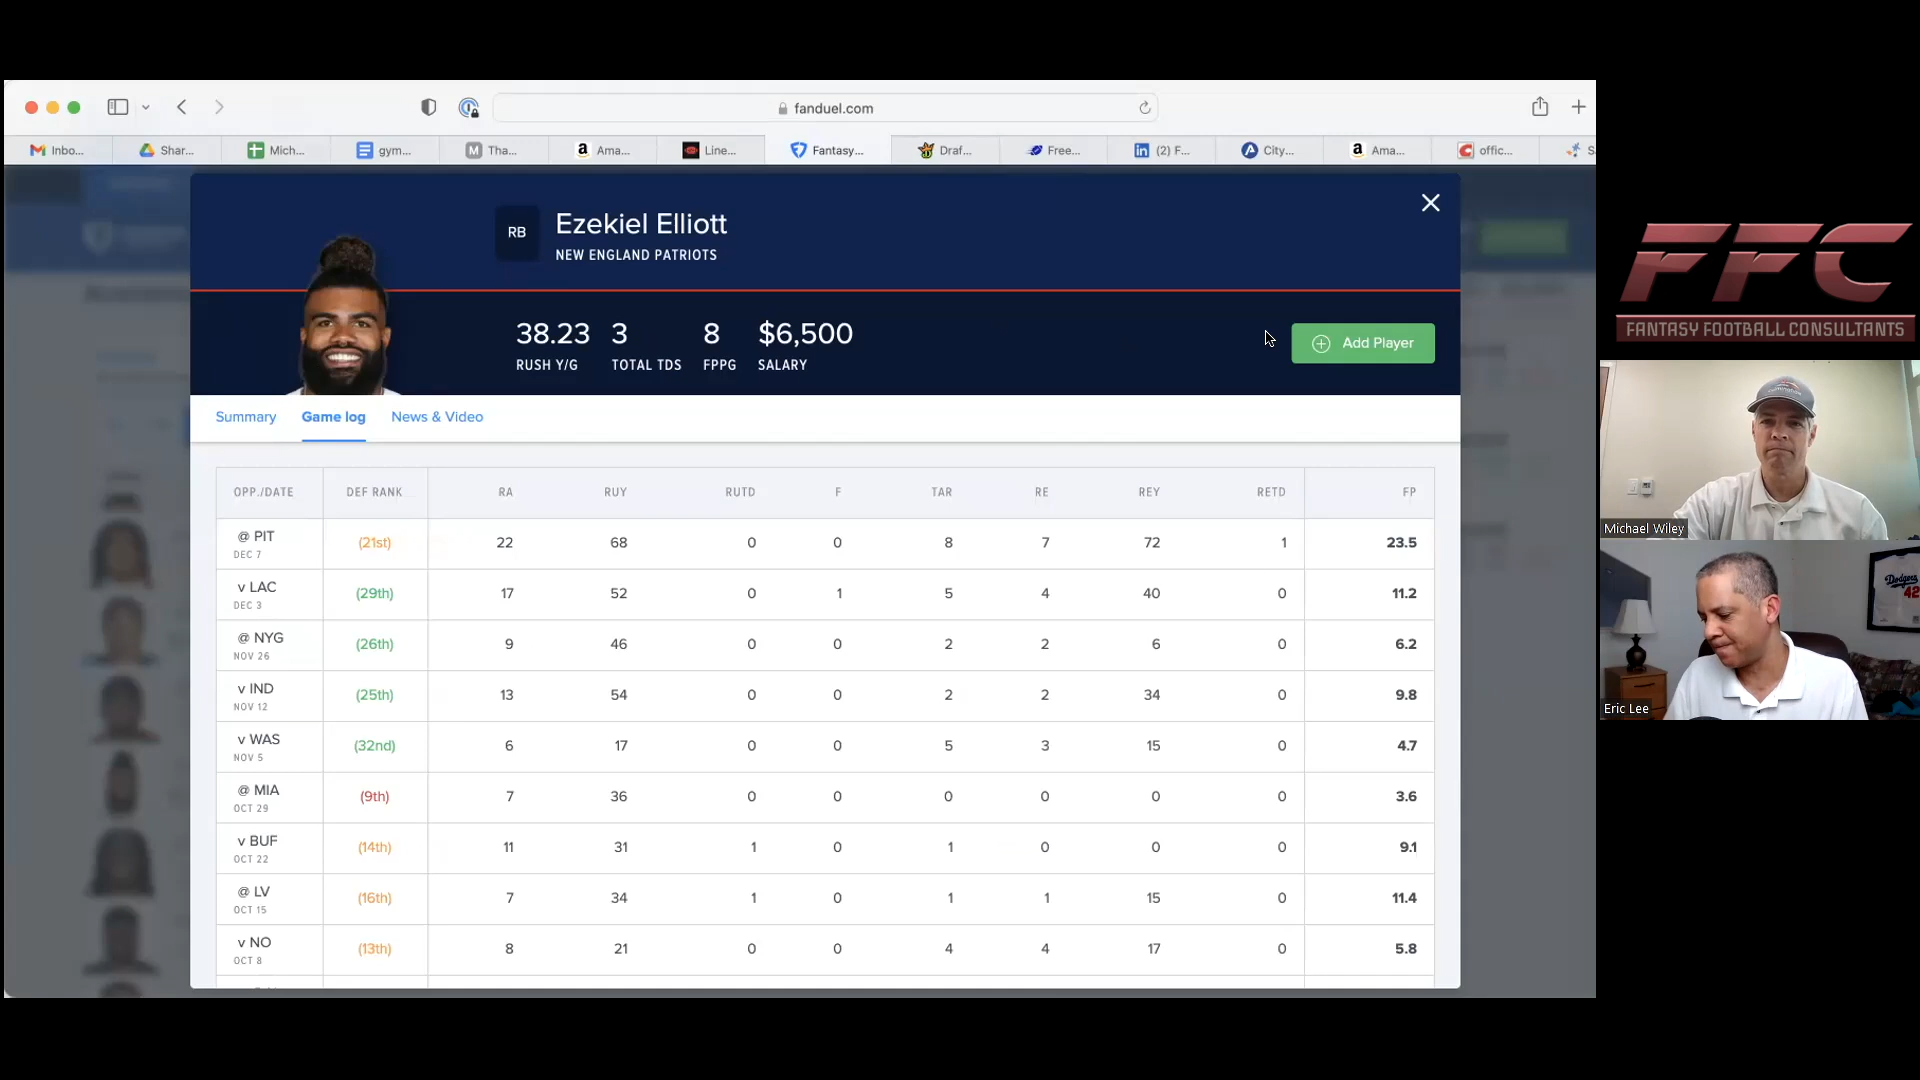 fanduel.com
Inbo...
Shar...
Mich...
gym...
M Tha...
a Ama...
Line...
Fantasy...
Draf...
Free...
in (2) F...
City...
a Ama...
offic...
S
RB
Ezekiel Elliott
NEW ENGLAND PATRIOTS
38.23 3 8 $6,500
RUSH Y/G TOTAL TDS FPPG SALARY
Add Player
Summary Game log News & Video
OPP./DATE DEF RANK RA RUY RUTD F TAR RE REY RETD FP
@ PIT (21st) 22 68 0 0 8 7 72 1 23.5
DEC 7
v LAC (29th) 17 52 0 1 5 4 40 0 11.2
DEC 3
@ NYG (26th) 9 46 0 0 2 2 6 0 6.2
NOV 26
v IND (25th) 13 54 0 0 2 2 34 0 9.8
NOV 12
v WAS (32nd) 6 17 0 0 5 3 15 0 4.7
NOV 5
@ MIA (9th) 7 36 0 0 0 0 0 0 3.6
OCT 29
v BUF (14th) 11 31 1 0 1 0 0 0 9.1
OCT 22
@ LV (16th) 7 34 1 0 1 1 15 0 11.4
OCT 15
v NO (13th) 8 21 0 0 4 4 17 0 5.8
OCT 8
FFC
FANTASY FOOTBALL CONSULTANTS
Michael Wiley
Dodgers
42
Eric Lee